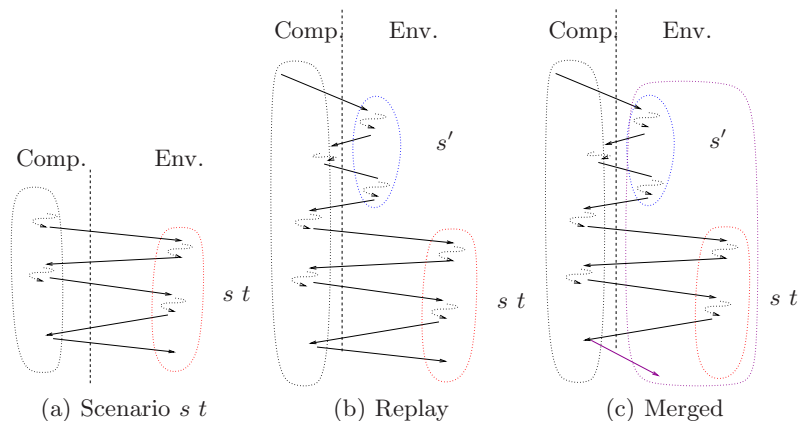 Comp. Env.
s t
(a) Scenario s t
Comp. Env.
s′
s t
(b) Replay
Comp. Env.
s′
s t
(c) Merged